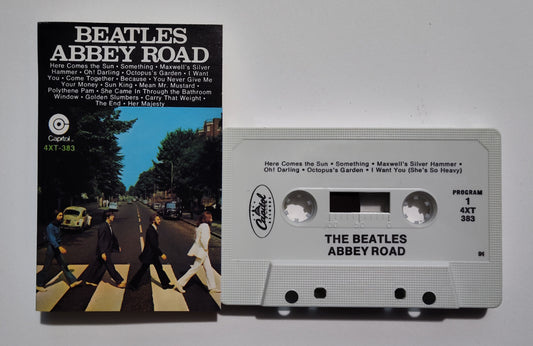 BEATLES
ABBEY ROAD
Here Comes the Sun • Something • Maxwell's Silver
Hammer • Oh! Darling • Octopus's Garden • I Want
You • Come Together • Because • You Never Give Me
Your Money • Sun King • Mean Mr. Mustard •
Polythene Pam • She Came In Through the Bathroom
Window • Golden Slumbers • Carry That Weight •
The End • Her Majesty
Capitol
4XT-383
Here Comes the Sun • Something • Maxwell's Silver Hammer •
Oh! Darling • Octopus's Garden • I Want You (She's So Heavy)
Capitol
PROGRAM
1
4XT
383
THE BEATLES
ABBEY ROAD